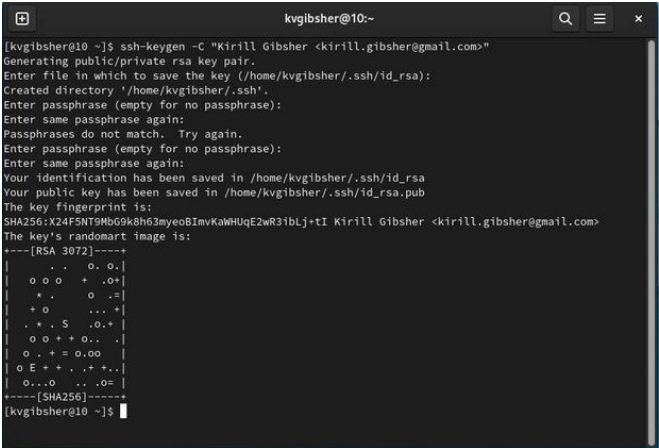 kvgibsher@10:~
[kvgibsher@10 ~]$ ssh-keygen -C "Kirill Gibsher <kirill.gibsher@gmail.com>"
Generating public/private rsa key pair.
Enter file in which to save the key (/home/kvgibsher/.ssh/id_rsa):
Created directory '/home/kvgibsher/.ssh'.
Enter passphrase (empty for no passphrase):
Enter same passphrase again:
Passphrases do not match.  Try again.
Enter passphrase (empty for no passphrase):
Enter same passphrase again:
Your identification has been saved in /home/kvgibsher/.ssh/id_rsa
Your public key has been saved in /home/kvgibsher/.ssh/id_rsa.pub
The key fingerprint is:
SHA256:X24F5NT9MbG9k8h63myeoBImvKaWHUqE2wR3ibLj+tI Kirill Gibsher <kirill.gibsher@gmail.com>
The key's randomart image is:
+---[RSA 3072]----+
|     . .   o. o.|
|  o o o   +  .o+|
|   * .     o  .=|
|  + o      ... +|
| . * . S   .o.+ |
|  o o + + o..  .|
| o . + = o.oo   |
|o E + + . .+ +..|
| o...o   .. .o= |
+----[SHA256]-----+
[kvgibsher@10 ~]$